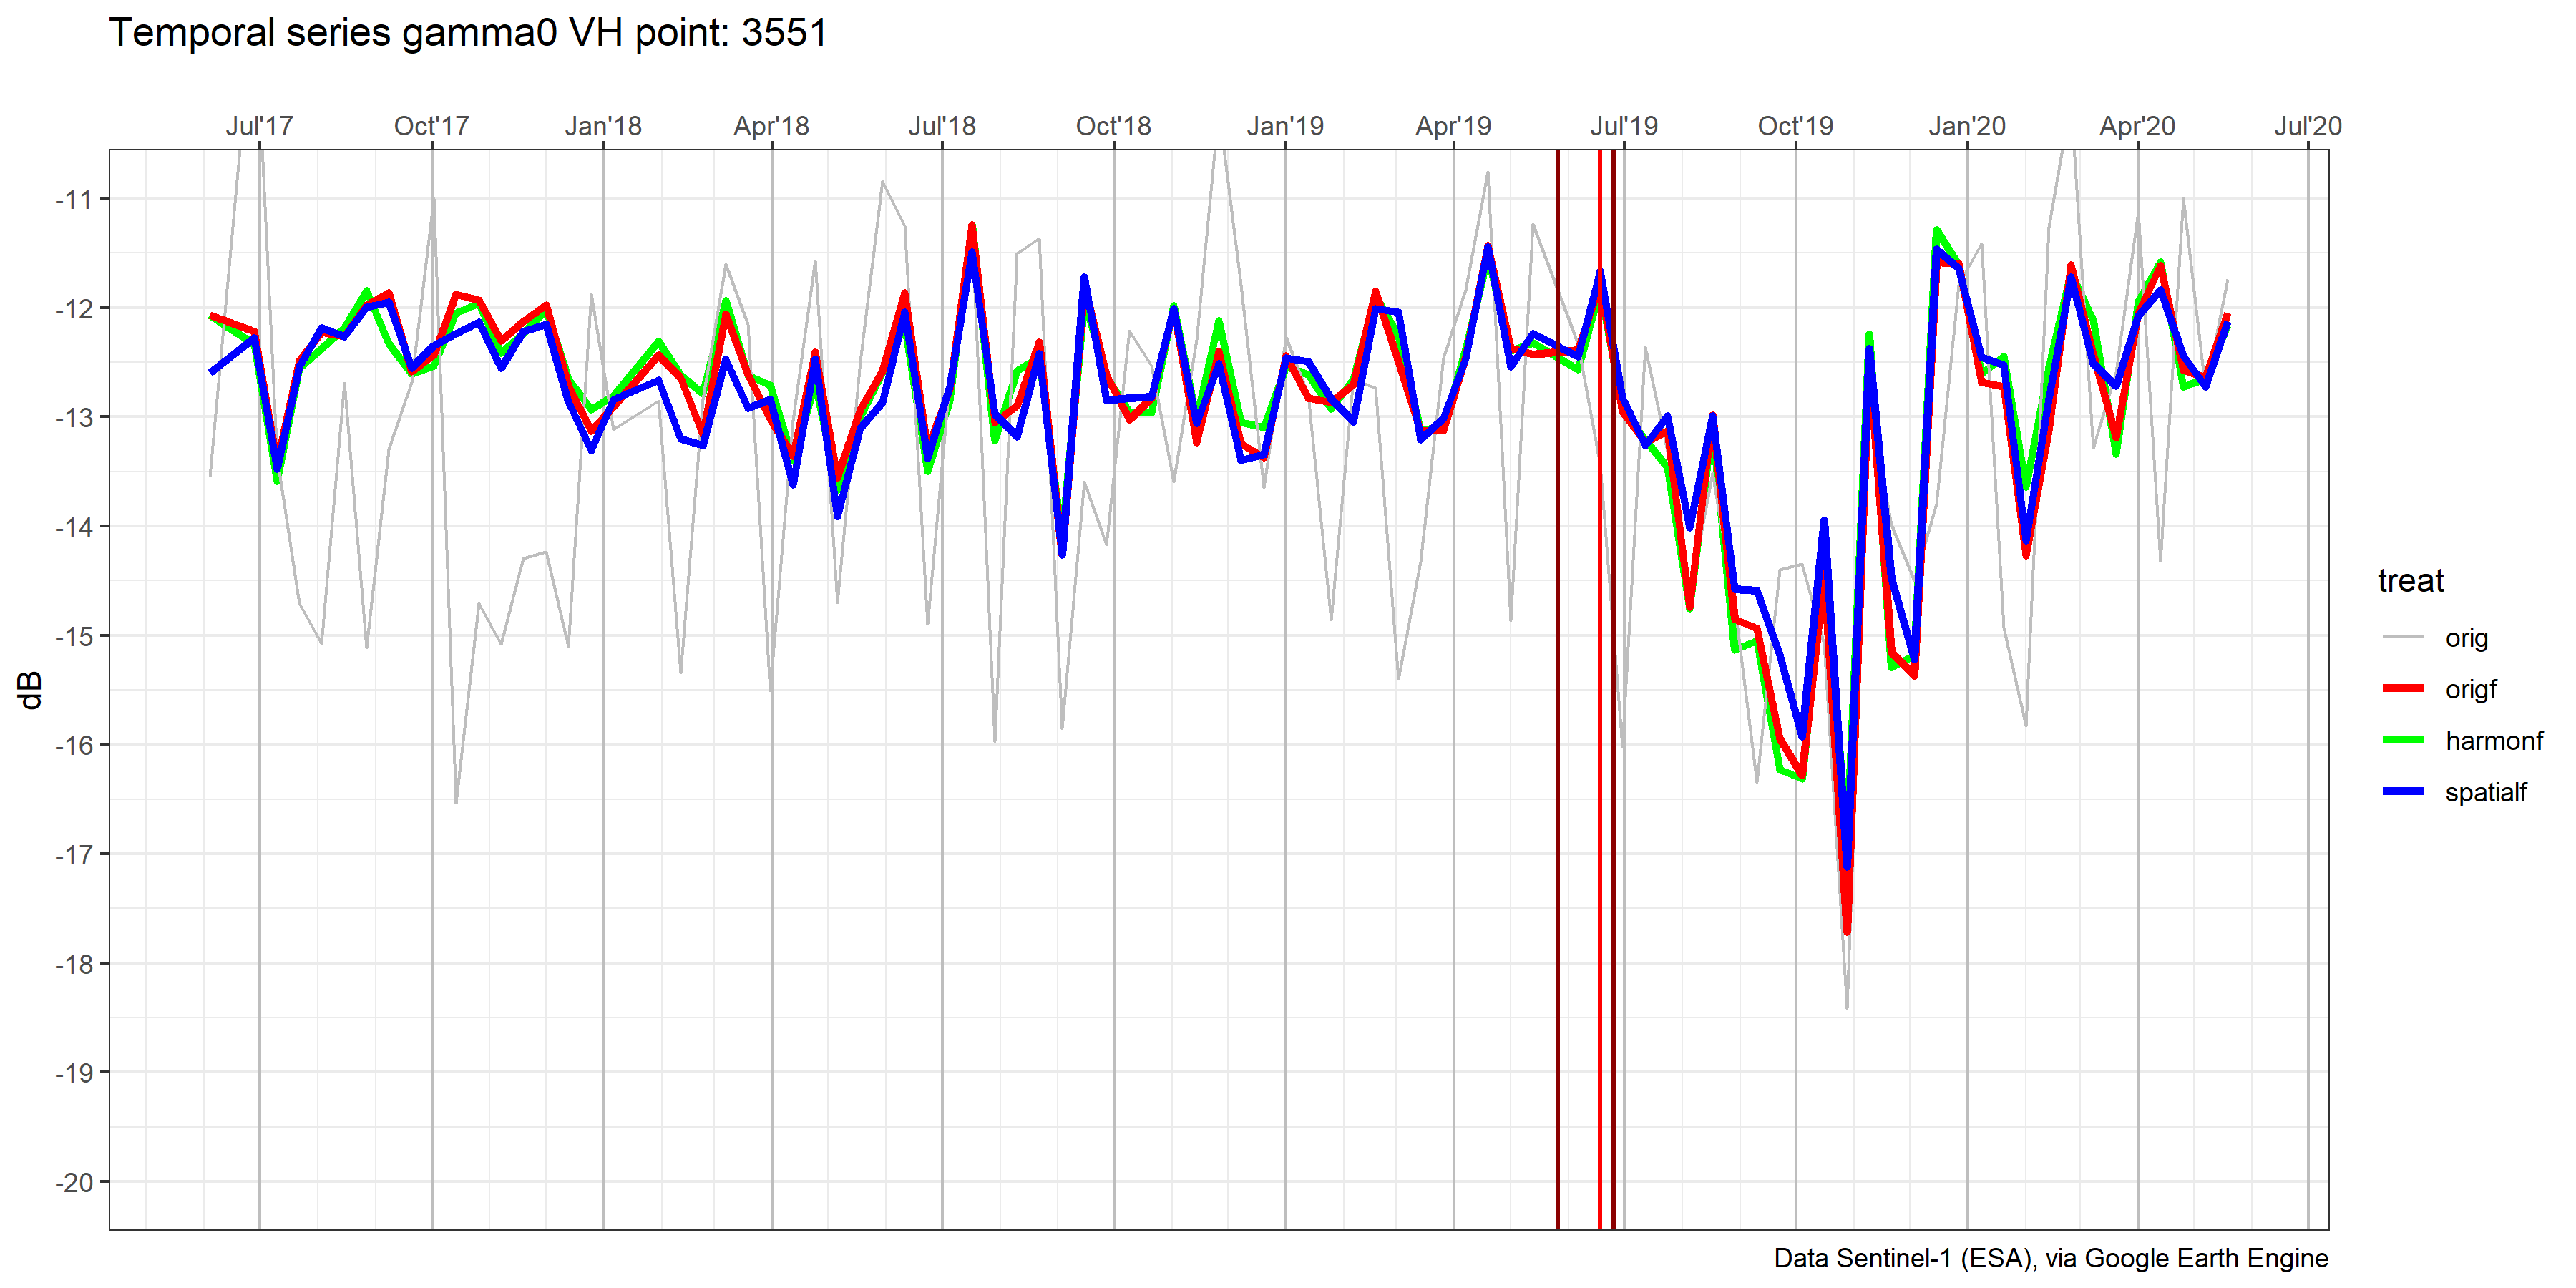 Temporal series gamma0 VH point: 3551
Jul'17 Oct'17 Jan'18 Apr'18 Jul'18 Oct'18 Jan'19 Apr'19 Jul'19 Oct'19 Jan'20 Apr'20 Jul'20
-11
-12
-13
-14
-15
-16
-17
-18
-19
-20
dB
treat
orig
origf
harmonf
spatialf
Data Sentinel-1 (ESA), via Google Earth Engine